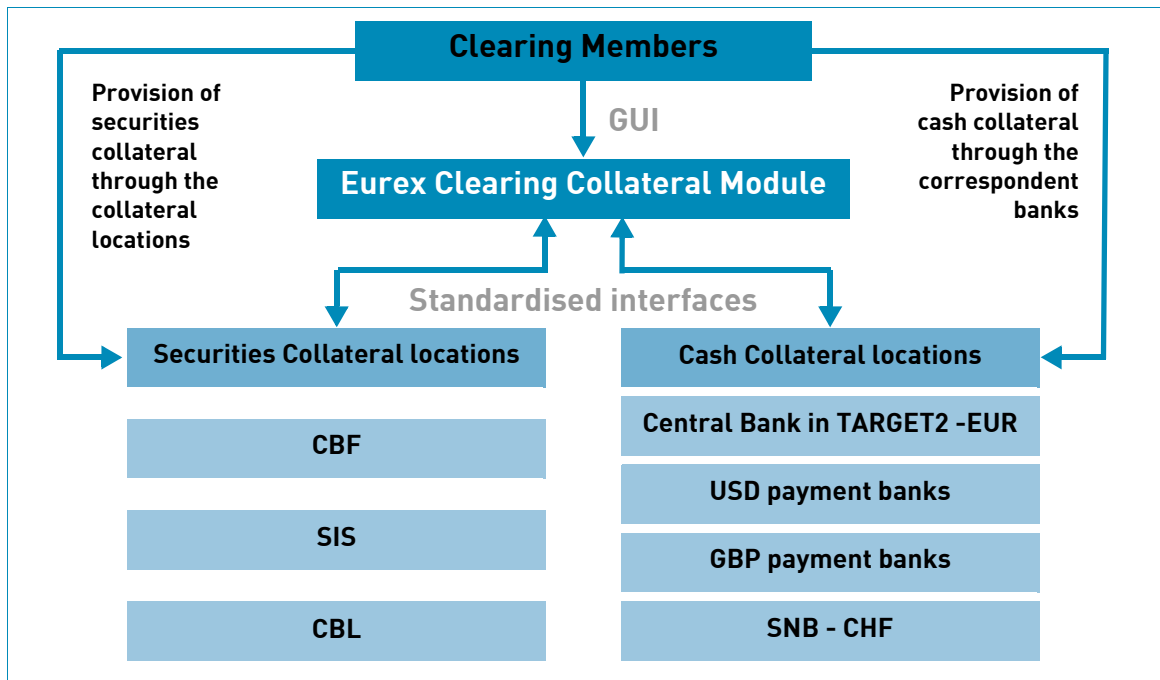 Clearing Members
Provision of
securities
collateral
through the
collateral
locations
GUI
Provision of
cash collateral
through the
correspondent
banks
Eurex Clearing Collateral Module
Standardised interfaces
Securities Collateral locations
CBF
SIS
CBL
Cash Collateral locations
Central Bank in TARGET2 -EUR
USD payment banks
GBP payment banks
SNB - CHF